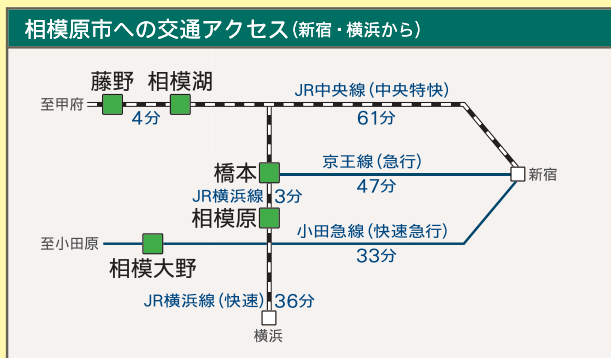 相模原市への交通アクセス(新宿・横浜から)
藤野 相模湖
至甲府
JR中央線(中央特快)
4分
61分
橋本
京王線(急行)
新宿
47分
JR横浜線 3分
相模原
小田急線(快速急行)
至小田原
33分
相模大野
JR横浜線(快速) 36分
横浜